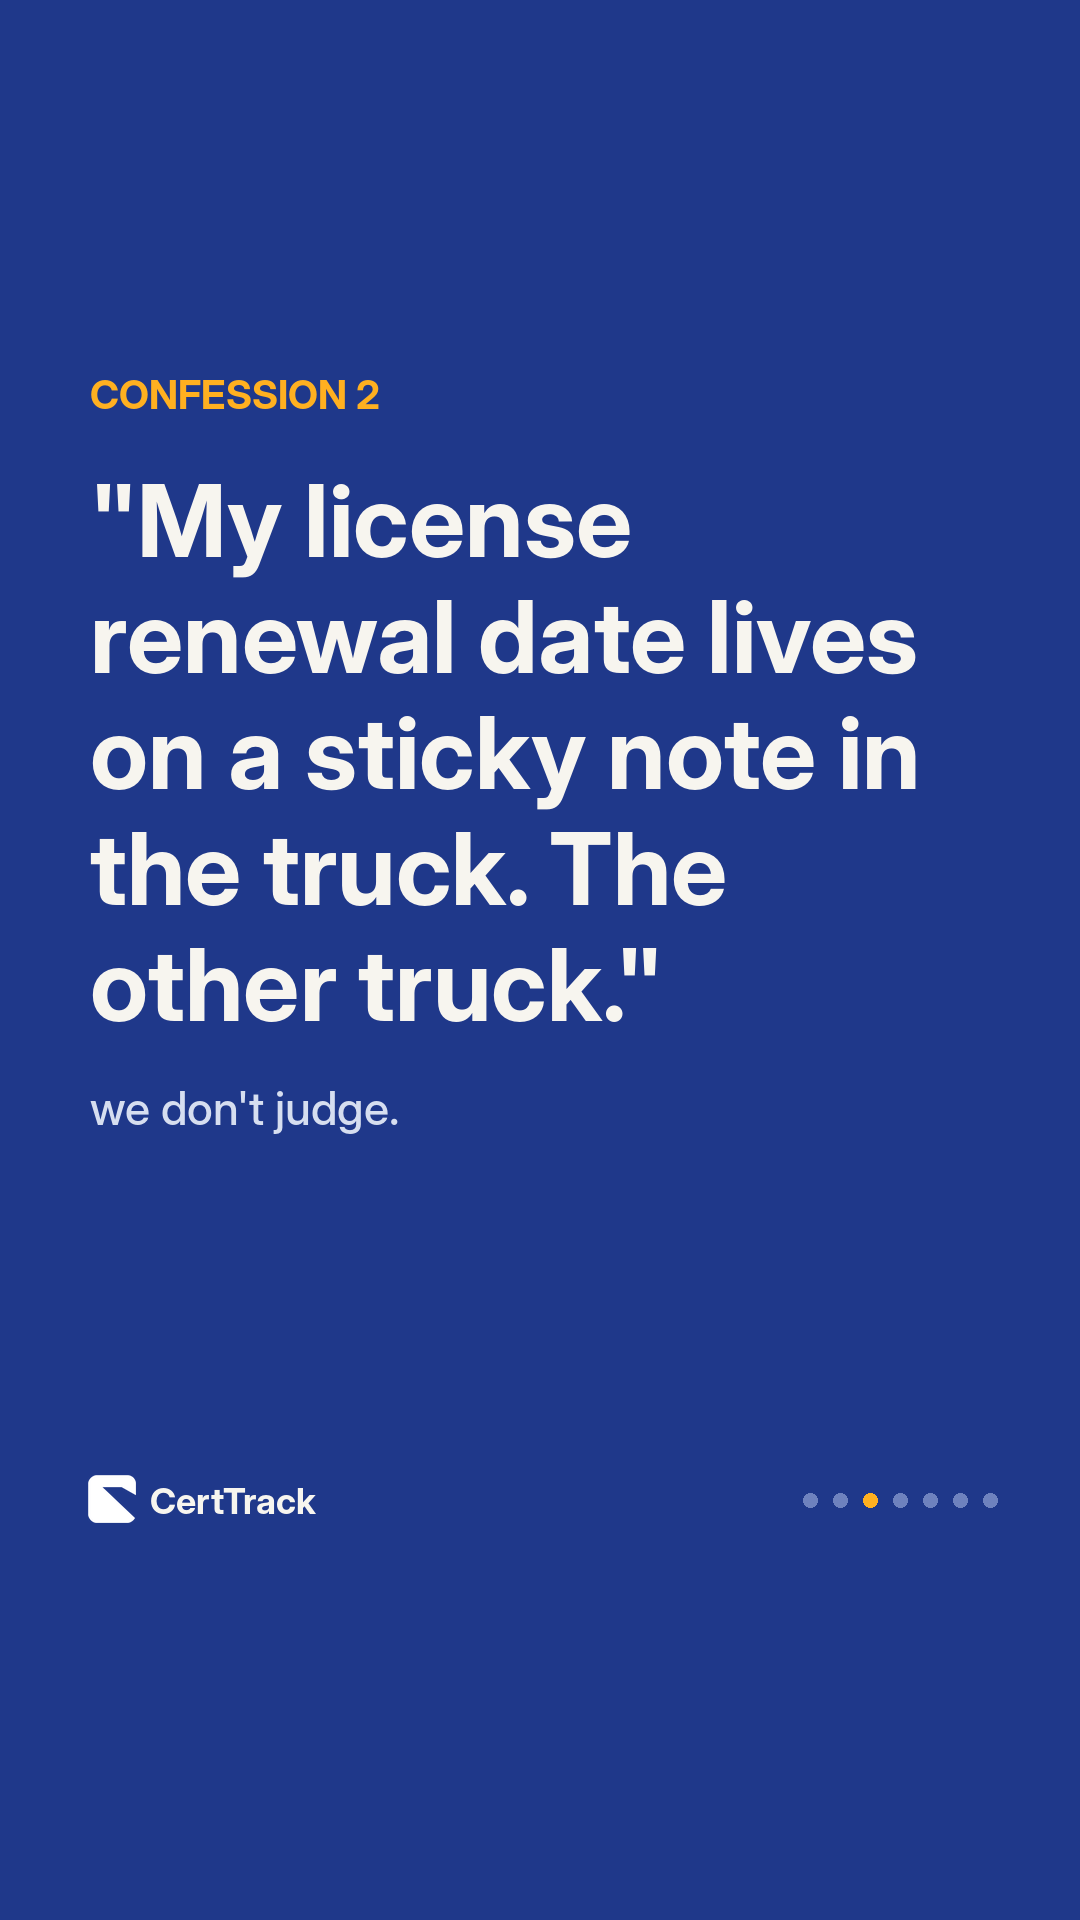 CONFESSION 2
"My license
renewal date lives
on a sticky note in
the truck. The
other truck."
we don't judge.
CertTrack